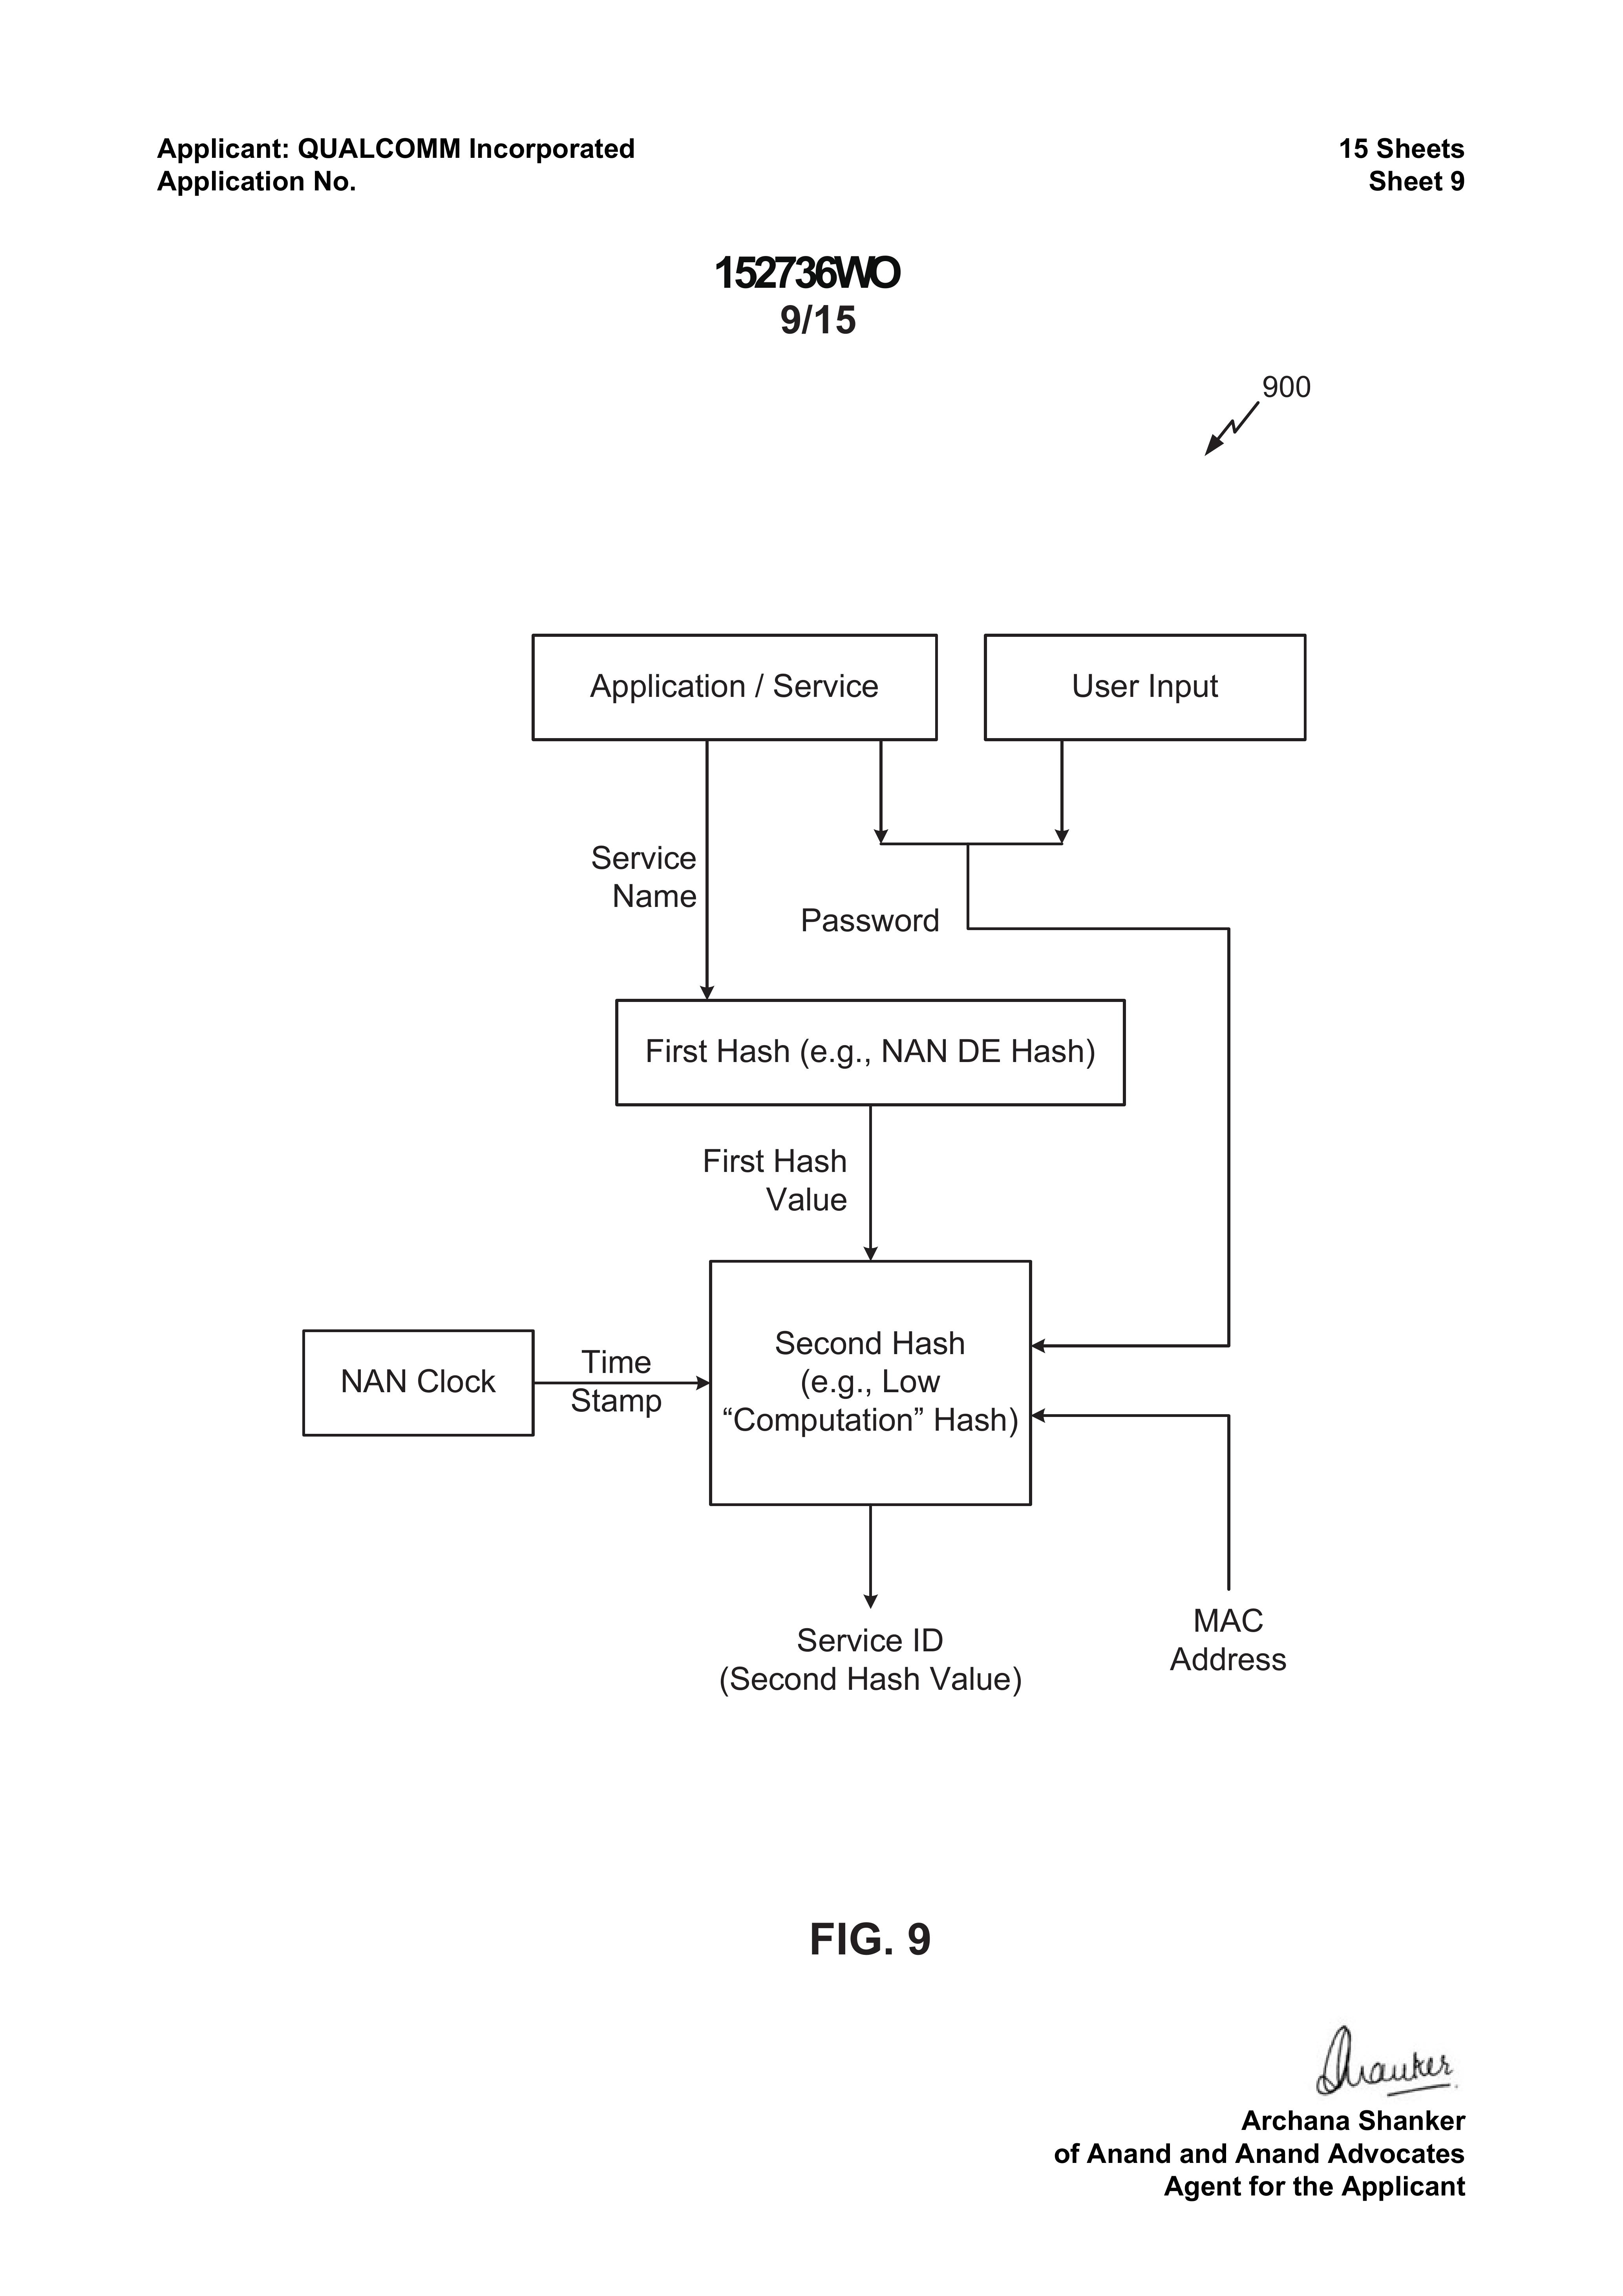 Applicant: QUALCOMM Incorporated
Application No.
15 Sheets
Sheet 9
152736WO
9/15
900
Application / Service
User Input
Service
Name
Password
First Hash (e.g., NAN DE Hash)
First Hash
Value
NAN Clock
Time
Stamp
Second Hash
(e.g., Low
“Computation” Hash)
Service ID
(Second Hash Value)
MAC
Address
FIG. 9
Shanker
Archana Shanker
of Anand and Anand Advocates
Agent for the Applicant